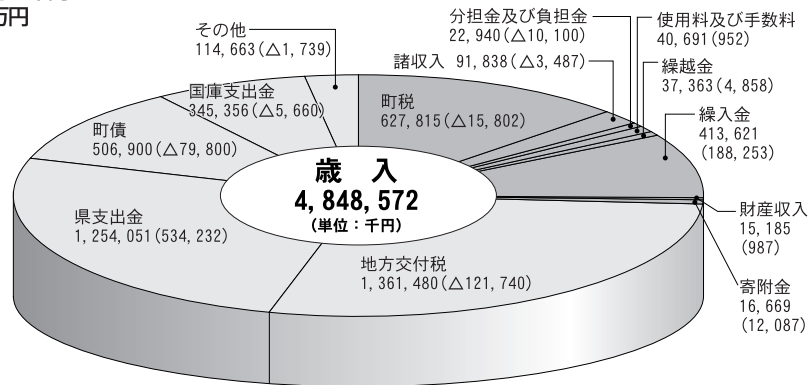 万円
その他
114,663(△1,739)
国庫支出金
345,356(△5,660)
町債
506,900(△79,800)
県支出金
1,254,051(534,232)
歳 入
4,848,572
(単位:千円)
地方交付税
1,361,480(△121,740)
町税
627,815(△15,802)
諸収入 91,838(△3,487)
分担金及び負担金
22,940(△10,100)
使用料及び手数料
40,691(952)
繰越金
37,363(4,858)
繰入金
413,621
(188,253)
財産収入
15,185
(987)
寄附金
16,669
(12,087)